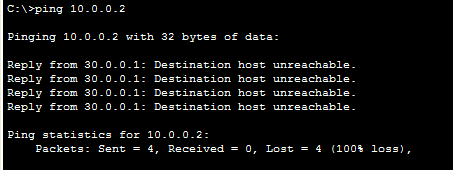 C:\>ping 10.0.0.2
Pinging 10.0.0.2 with 32 bytes of data:
Reply from 30.0.0.1: Destination host unreachable.
Reply from 30.0.0.1: Destination host unreachable.
Reply from 30.0.0.1: Destination host unreachable.
Reply from 30.0.0.1: Destination host unreachable.
Ping statistics for 10.0.0.2:
Packets: Sent = 4, Received = 0, Lost = 4 (100% loss),